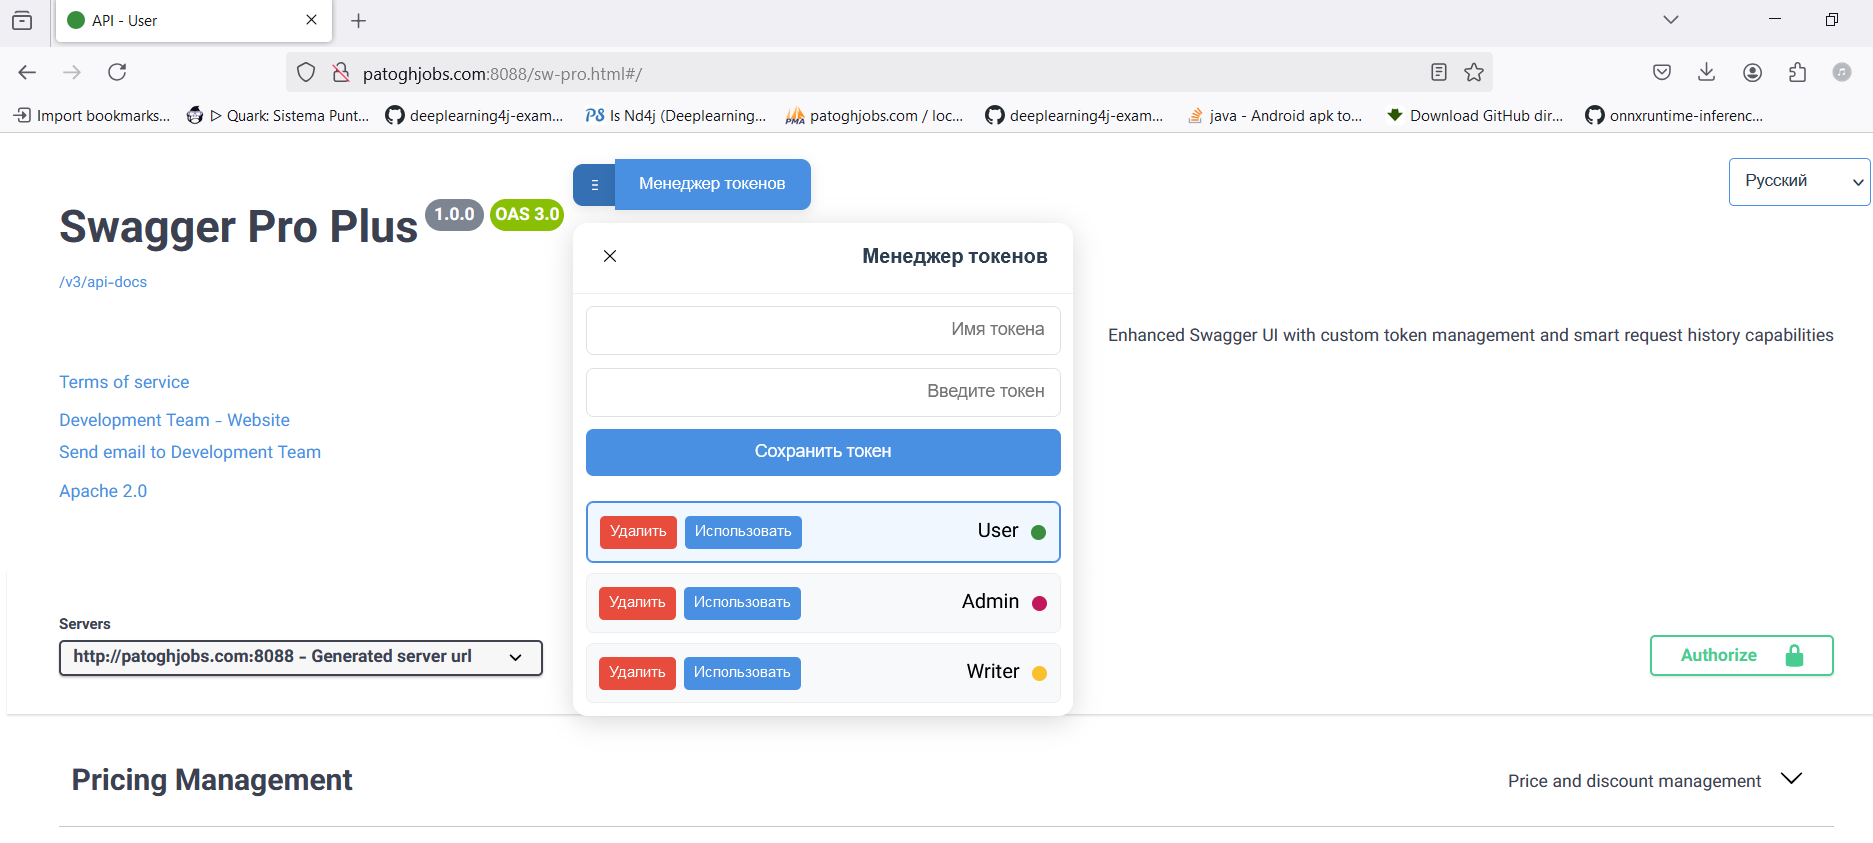 API - User
patoghjobs.com:8088/sw-pro.html#/
Import bookmarks...
Quark: Sistema Punt...
deeplearning4j-exam...
Is Nd4j (Deeplearning...
patoghjobs.com / loc...
deeplearning4j-exam...
java - Android apk to...
Download GitHub dir...
onnxruntime-inferenc...
Менеджер токенов
Русский
Swagger Pro Plus 1.0.0 OAS 3.0
/v3/api-docs
Менеджер токенов
Имя токена
Введите токен
Сохранить токен
Удалить Использовать User
Удалить Использовать Admin
Удалить Использовать Writer
Enhanced Swagger UI with custom token management and smart request history capabilities
Terms of service
Development Team - Website
Send email to Development Team
Apache 2.0
Servers
http://patoghjobs.com:8088 - Generated server url
Authorize
Pricing Management
Price and discount management